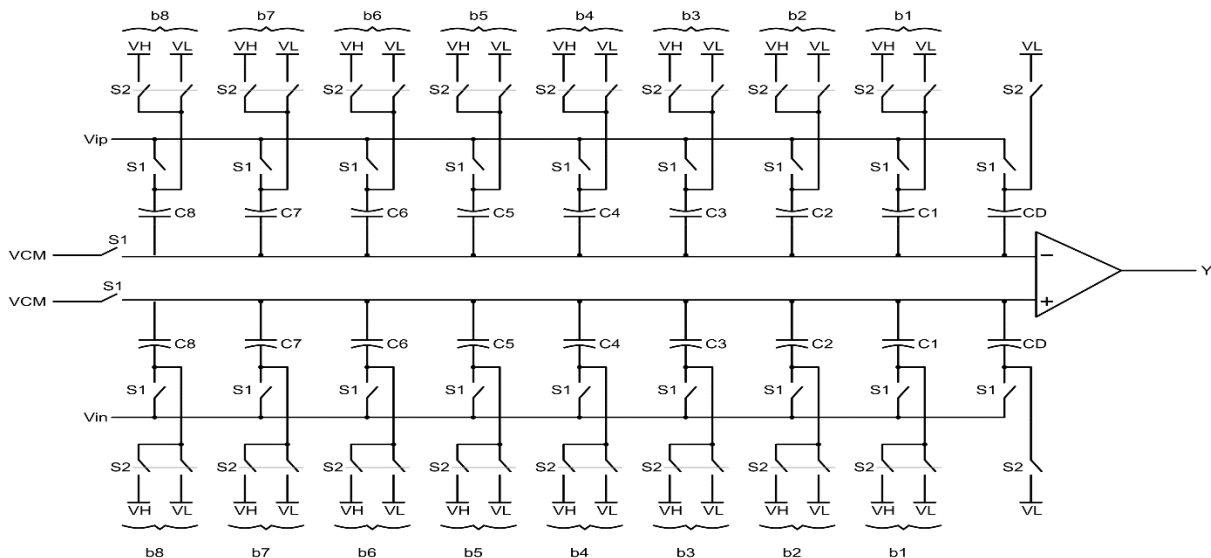 b8 b7 b6 b5 b4 b3 b2 b1
VH VL VH VL VH VL VH VL VH VL VH VL VH VL VH VL VL
S2 S2 S2 S2 S2 S2 S2 S2 S2
Vip
S1 S1 S1 S1 S1 S1 S1 S1 S1
C8 C7 C6 C5 C4 C3 C2 C1 CD
S1
VCM
−
Y
S1
VCM
+
C8 C7 C6 C5 C4 C3 C2 C1 CD
S1 S1 S1 S1 S1 S1 S1 S1 S1
Vin
S2 S2 S2 S2 S2 S2 S2 S2 S2
VH VL VH VL VH VL VH VL VH VL VH VL VH VL VH VL VL
b8 b7 b6 b5 b4 b3 b2 b1